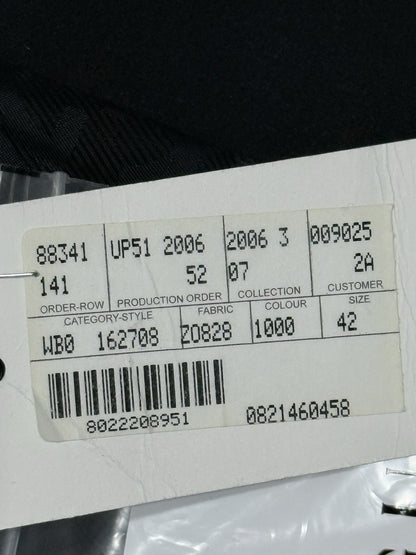 88341 UP51 2006 2006 3 009025
141 52 07 2A
ORDER-ROW PRODUCTION ORDER COLLECTION CUSTOMER
CATEGORY-STYLE FABRIC COLOUR SIZE
WB0 162708 ZD828 1000 42
8022208951 0821460458